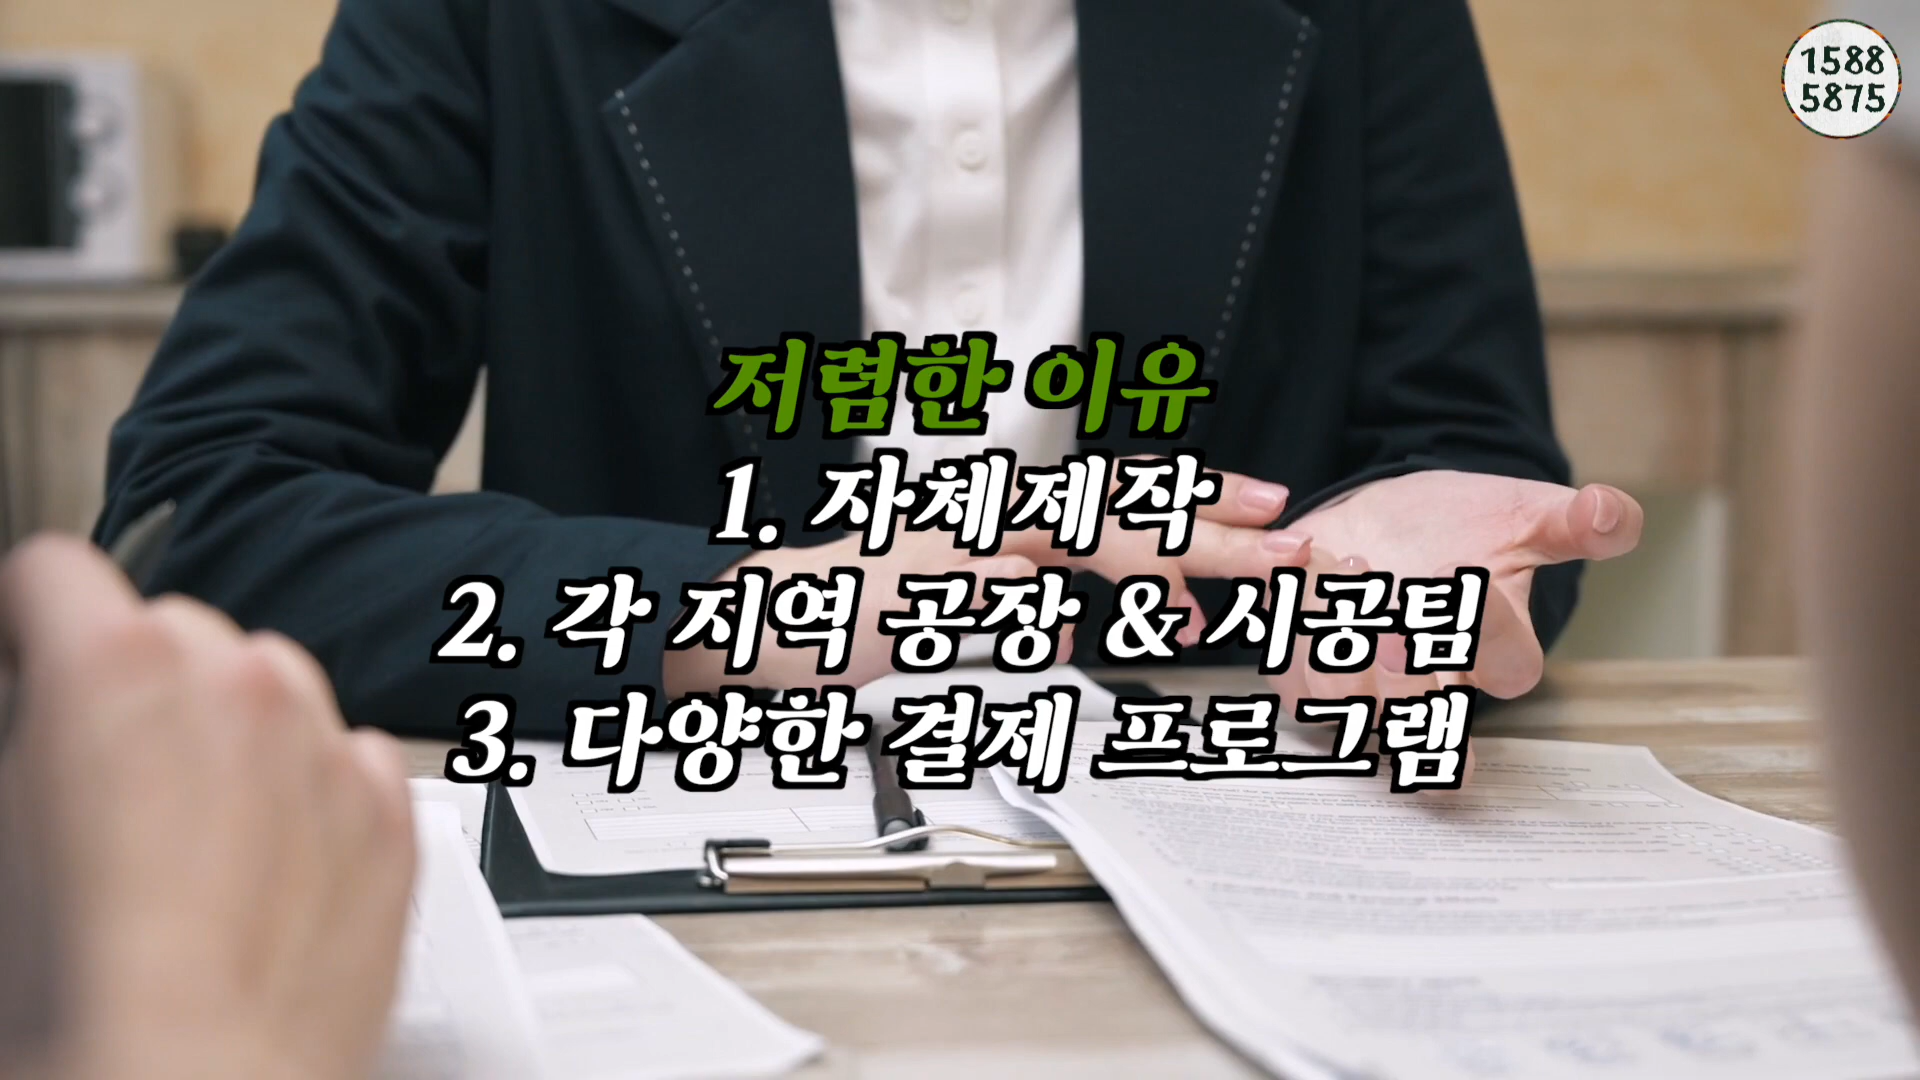 1588
5875
저렴한 이유
1. 자체제작
2. 각 지역 공장 & 시공팀
3. 다양한 결제 프로그램